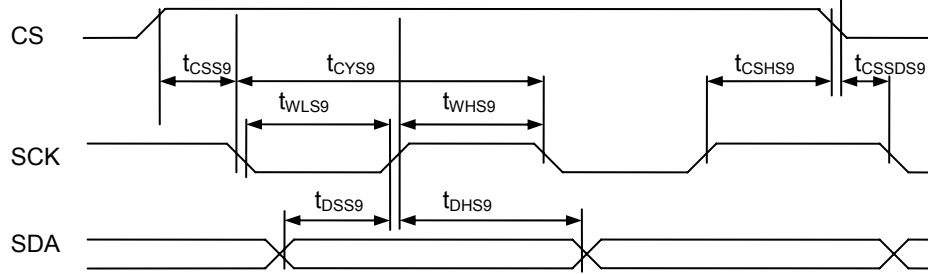 CS
tCSS9 tCYS9 tCSHS9 tCSSDS9
tWLS9 tWHS9
SCK
tDSS9 tDHS9
SDA